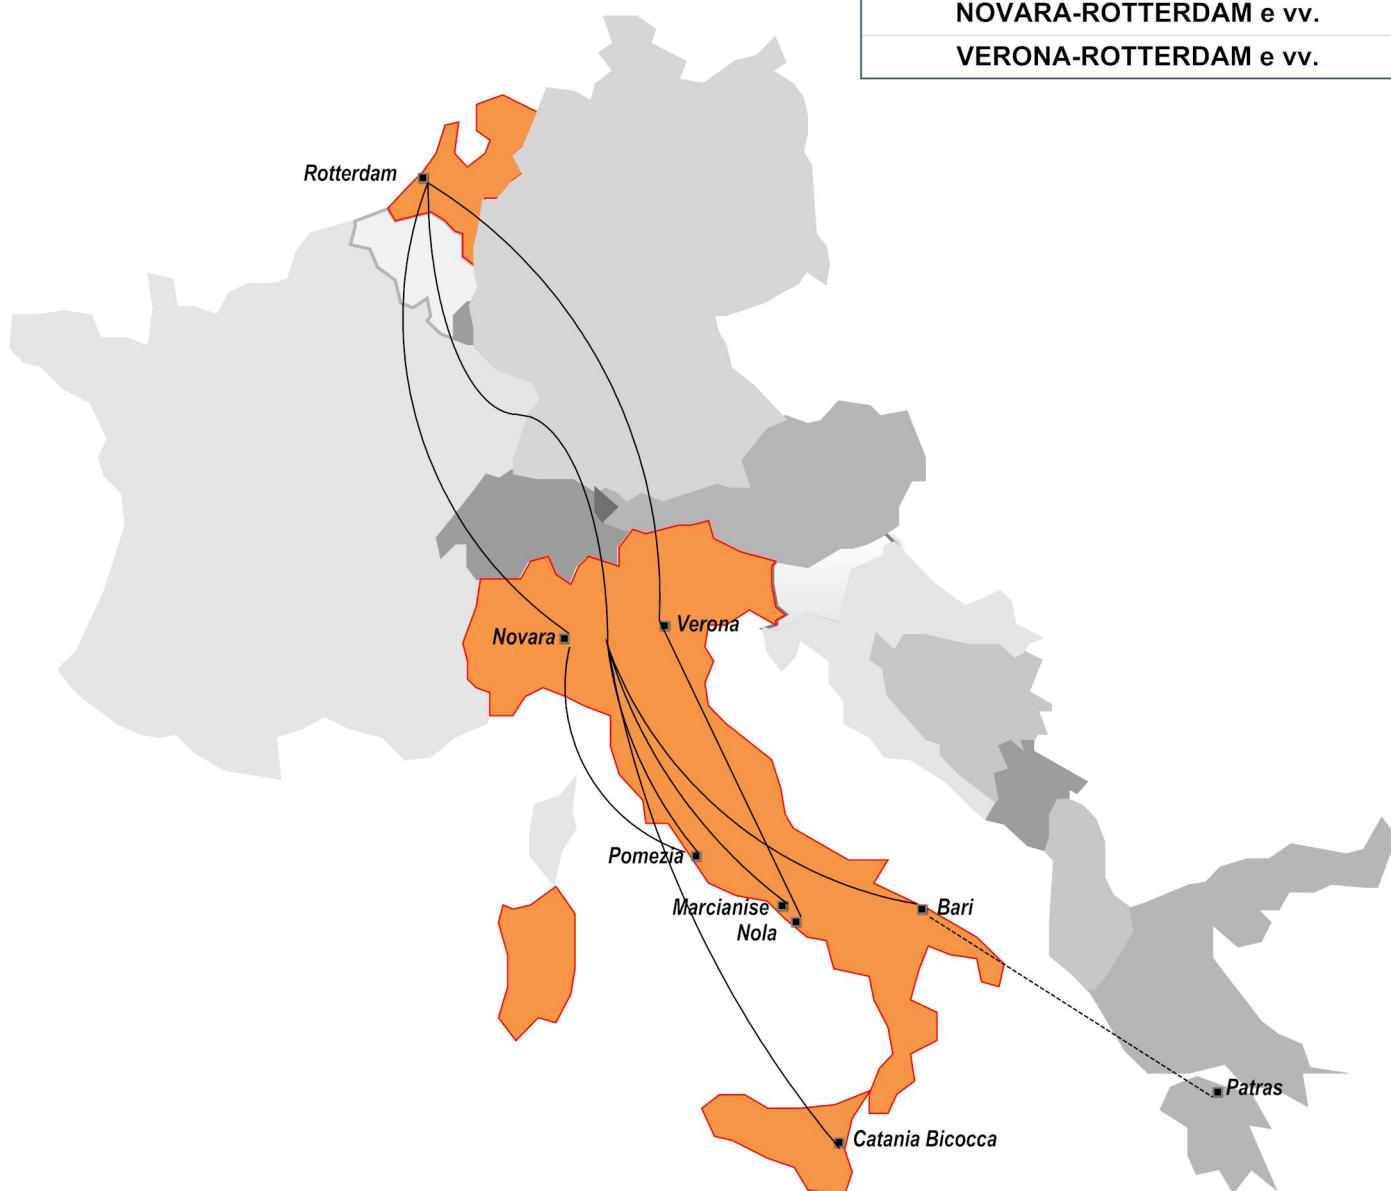 NOVARA-ROTTERDAM e vv.
VERONA-ROTTERDAM e vv.
Rotterdam
Verona
Novara
Pomezia
Marcianise
Bari
Nola
Patras
Catania Bicocca